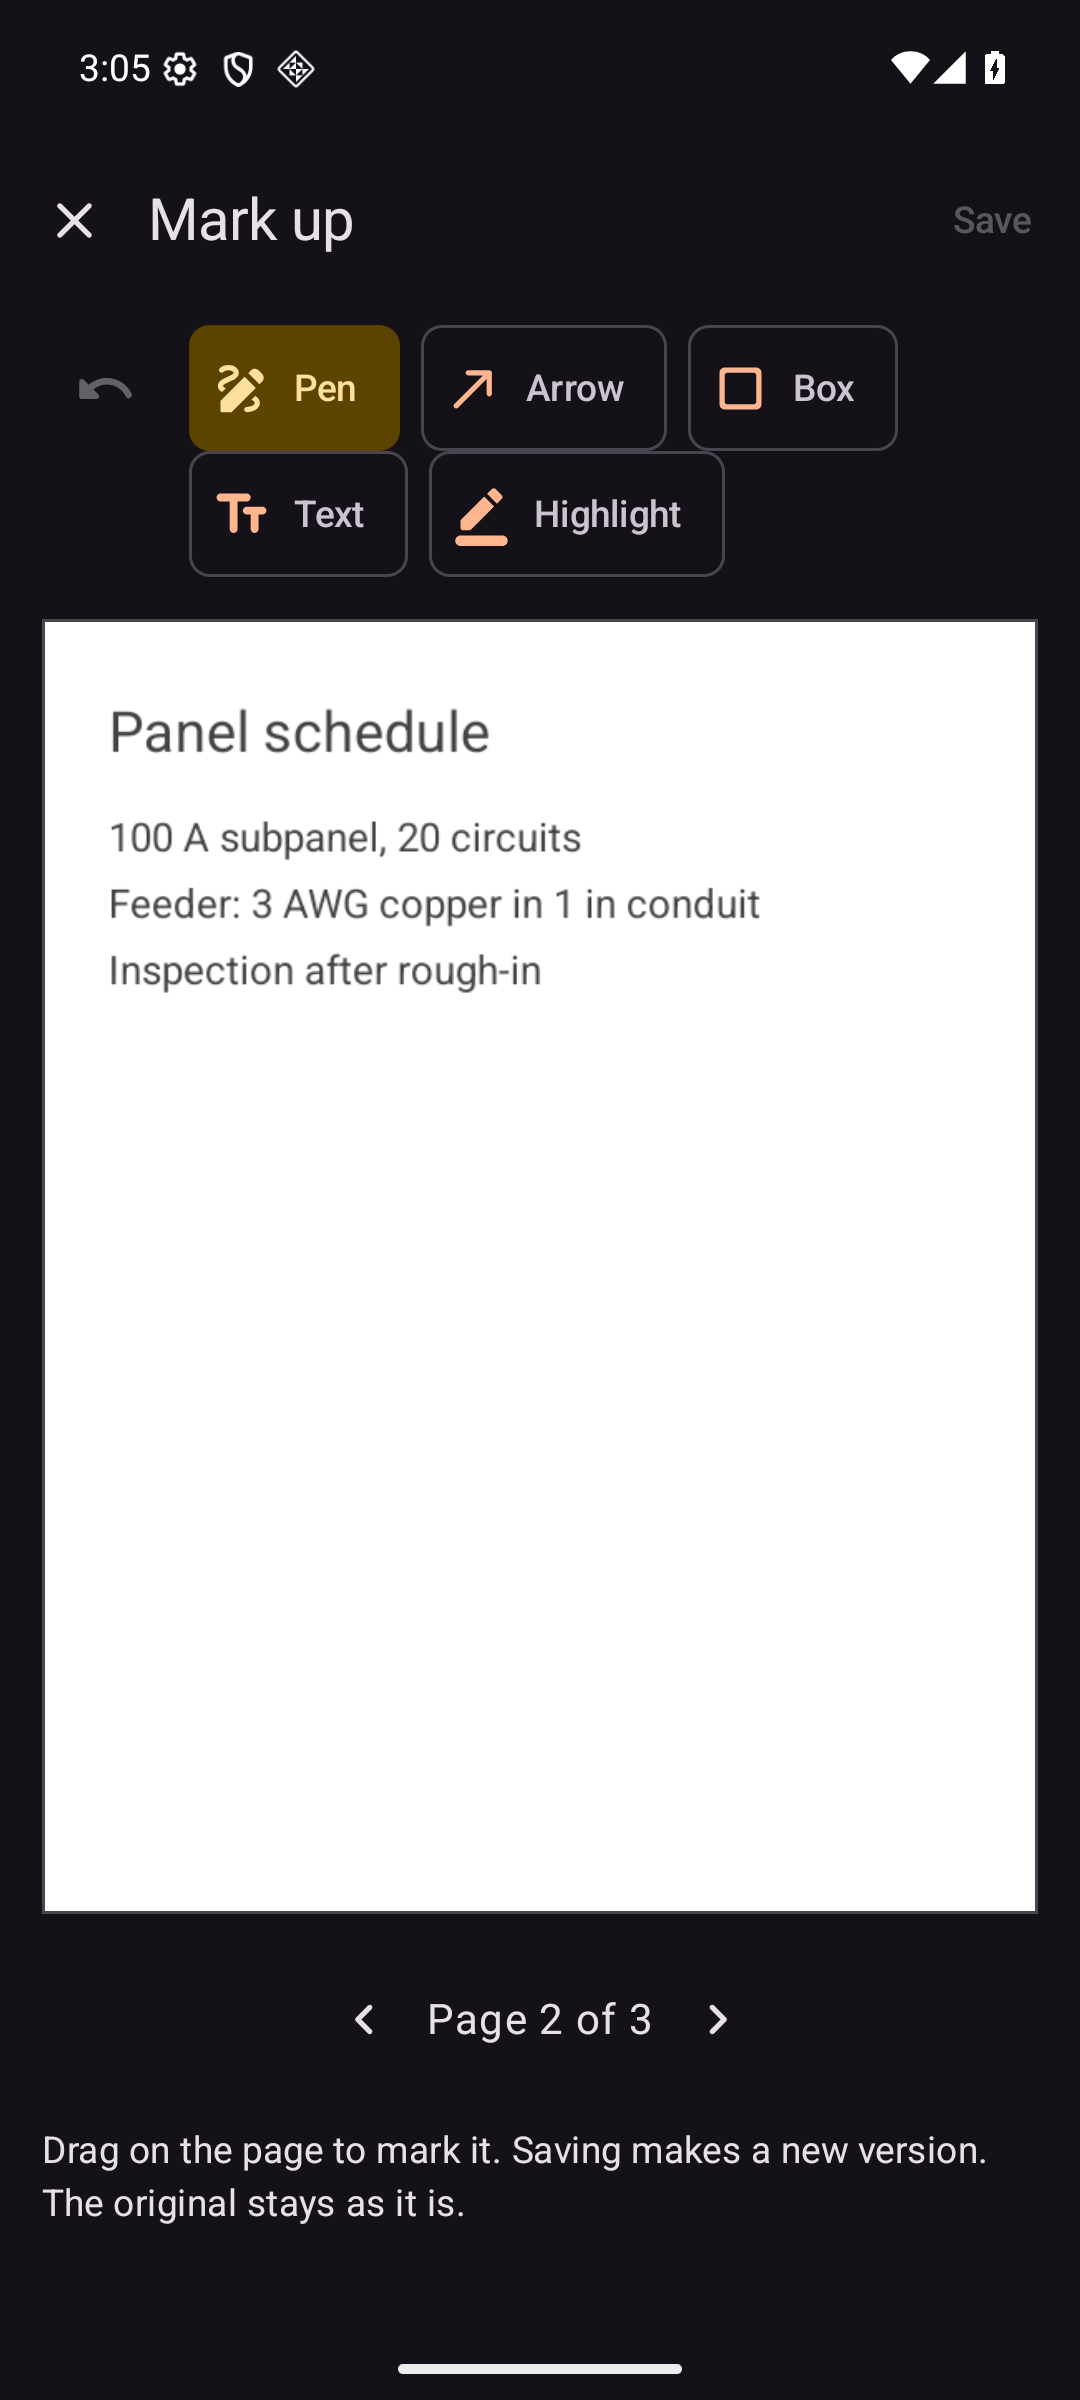 3:05
Mark up
Save
Pen
Arrow
Box
Text
Highlight
Panel schedule
100 A subpanel, 20 circuits
Feeder: 3 AWG copper in 1 in conduit
Inspection after rough-in
Page 2 of 3
Drag on the page to mark it. Saving makes a new version.
The original stays as it is.